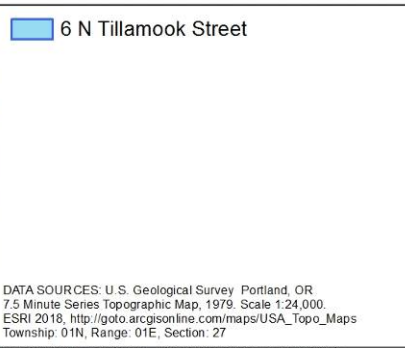 6 N Tillamook Street
DATA SOURCES: U.S. Geological Survey Portland, OR
7.5 Minute Series Topographic Map, 1979. Scale 1:24,000.
ESRI 2018, http://goto.arcgisonline.com/maps/USA_Topo_Maps
Township: 01N, Range: 01E, Section: 27